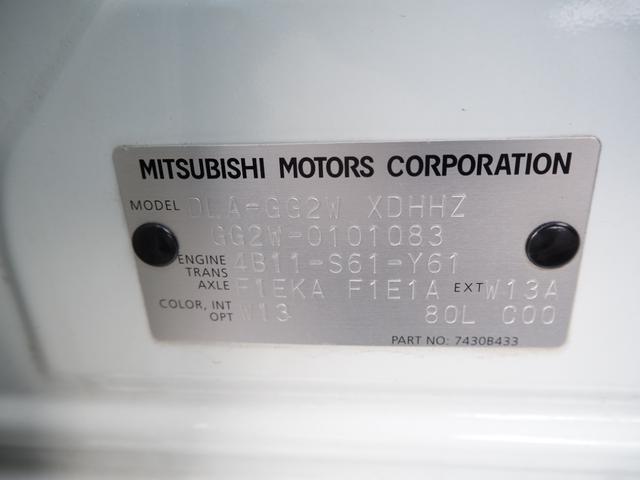 MITSUBISHI MOTORS CORPORATION
MODEL DLA-GG2W XDHHZ
GG2W-0101083
ENGINE 4B11-S61-Y61
TRANS
AXLE F1EKA F1E1A EXT W13A
COLOR, INT
OPT W13 80L C00
PART NO: 7430B433